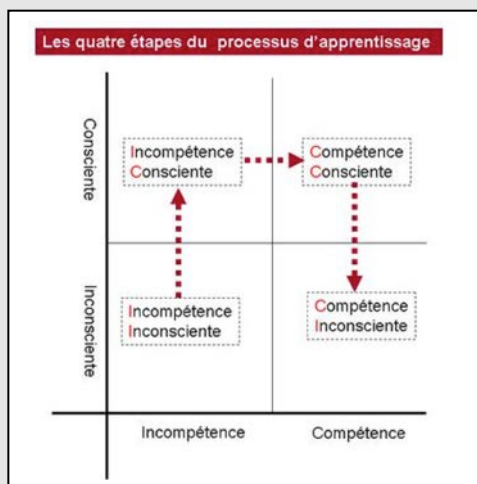 Les quatre étapes du processus d'apprentissage
Consciente
Incompétence
Consciente
Compétence
Consciente
Inconsciente
Incompétence
Inconsciente
Compétence
Inconsciente
Incompétence
Compétence